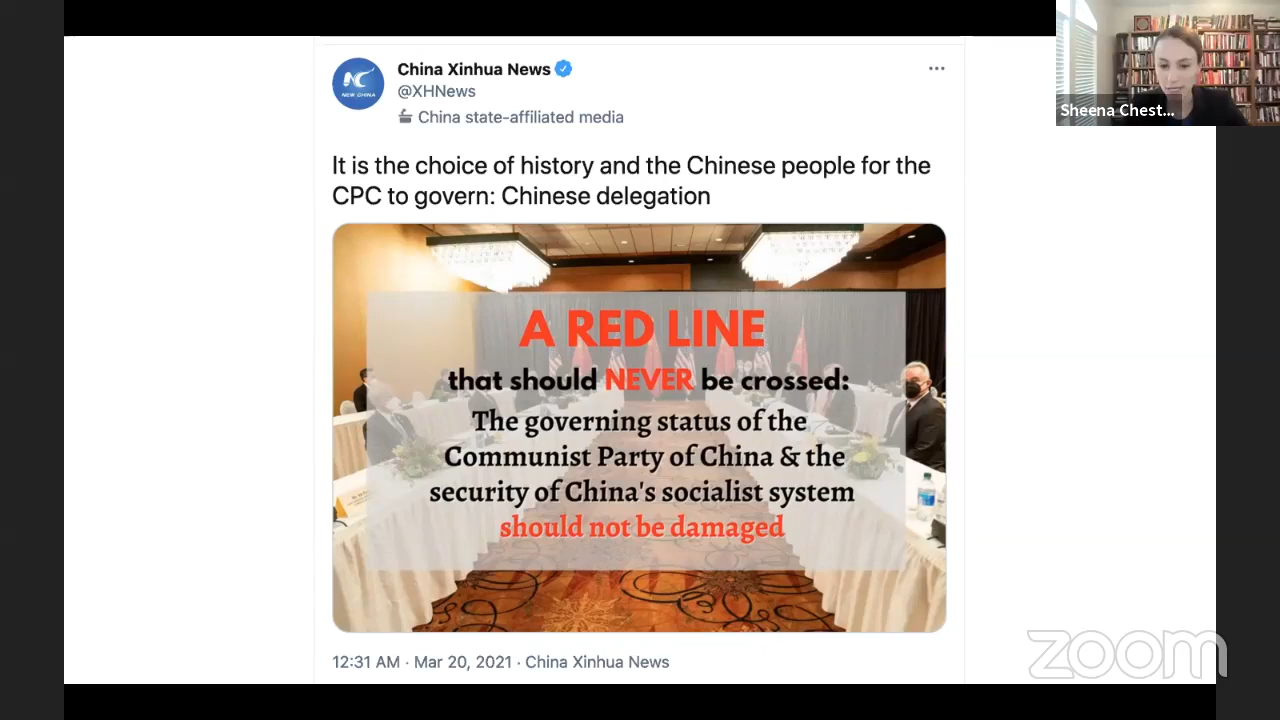 China Xinhua News
@XHNews
China state-affiliated media
It is the choice of history and the Chinese people for the
CPC to govern: Chinese delegation
A RED LINE
that should NEVER be crossed:
The governing status of the
Communist Party of China & the
security of China's socialist system
should not be damaged
12:31 AM · Mar 20, 2021 · China Xinhua News
NEW CHINA
Sheena Chest...
zoom